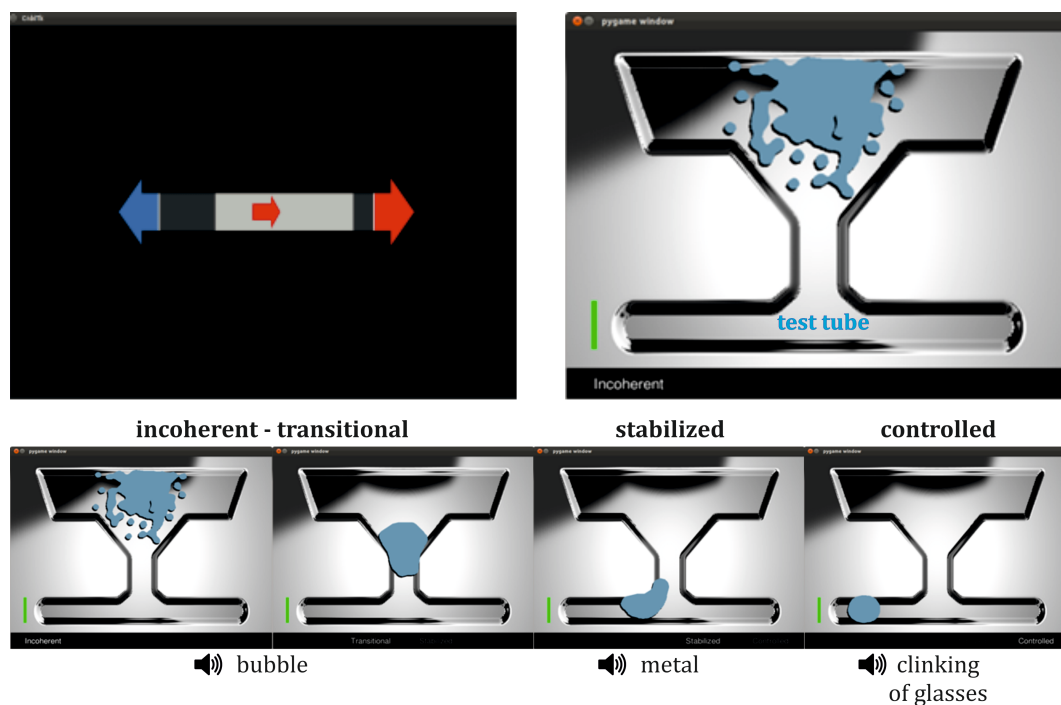 pygame window
test tube
Incoherent
incoherent - transitional
stabilized
controlled
pygame window
pygame window
pygame window
pygame window
Incoherent
Transitional
Stabilized
Controlled
bubble
metal
clinking
of glasses